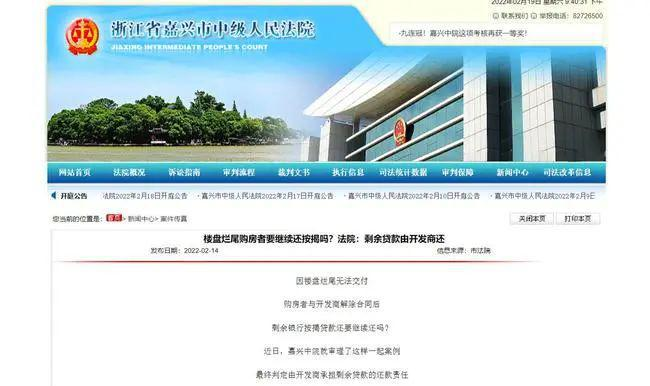 2022年02月19日 星期六 9:40:31 下午
联系我们 举报电话：82726500
浙江省嘉兴市中级人民法院
JIAXING INTERMEDIATE PEOPLE'S COURT
·九连冠！嘉兴中院这项考核再获一等奖！
网站首页 法院概况 诉讼指南 审判流程 裁判文书 执行信息 司法统计数据 审判保障 新闻中心 司法改革信息
开庭公告 法院2022年2月18日开庭公告 ·嘉兴市中级人民法院2022年2月17日开庭公告 ·嘉兴市中级人民法院2022年2月10日开庭公告 ·嘉兴市中级人民法院2022年2月9日
您当前的位置是： 首页 > 新闻中心> 案件传真 关闭本页 打印本页
楼盘烂尾购房者要继续还按揭吗？法院：剩余贷款由开发商还
发布日期：2022-02-14 信息来源：市法院
因楼盘烂尾无法交付
购房者与开发商解除合同后
剩余银行按揭贷款还要继续还吗？
近日，嘉兴中院就审理了这样一起案例
最终判定由开发商承担剩余贷款的还款责任